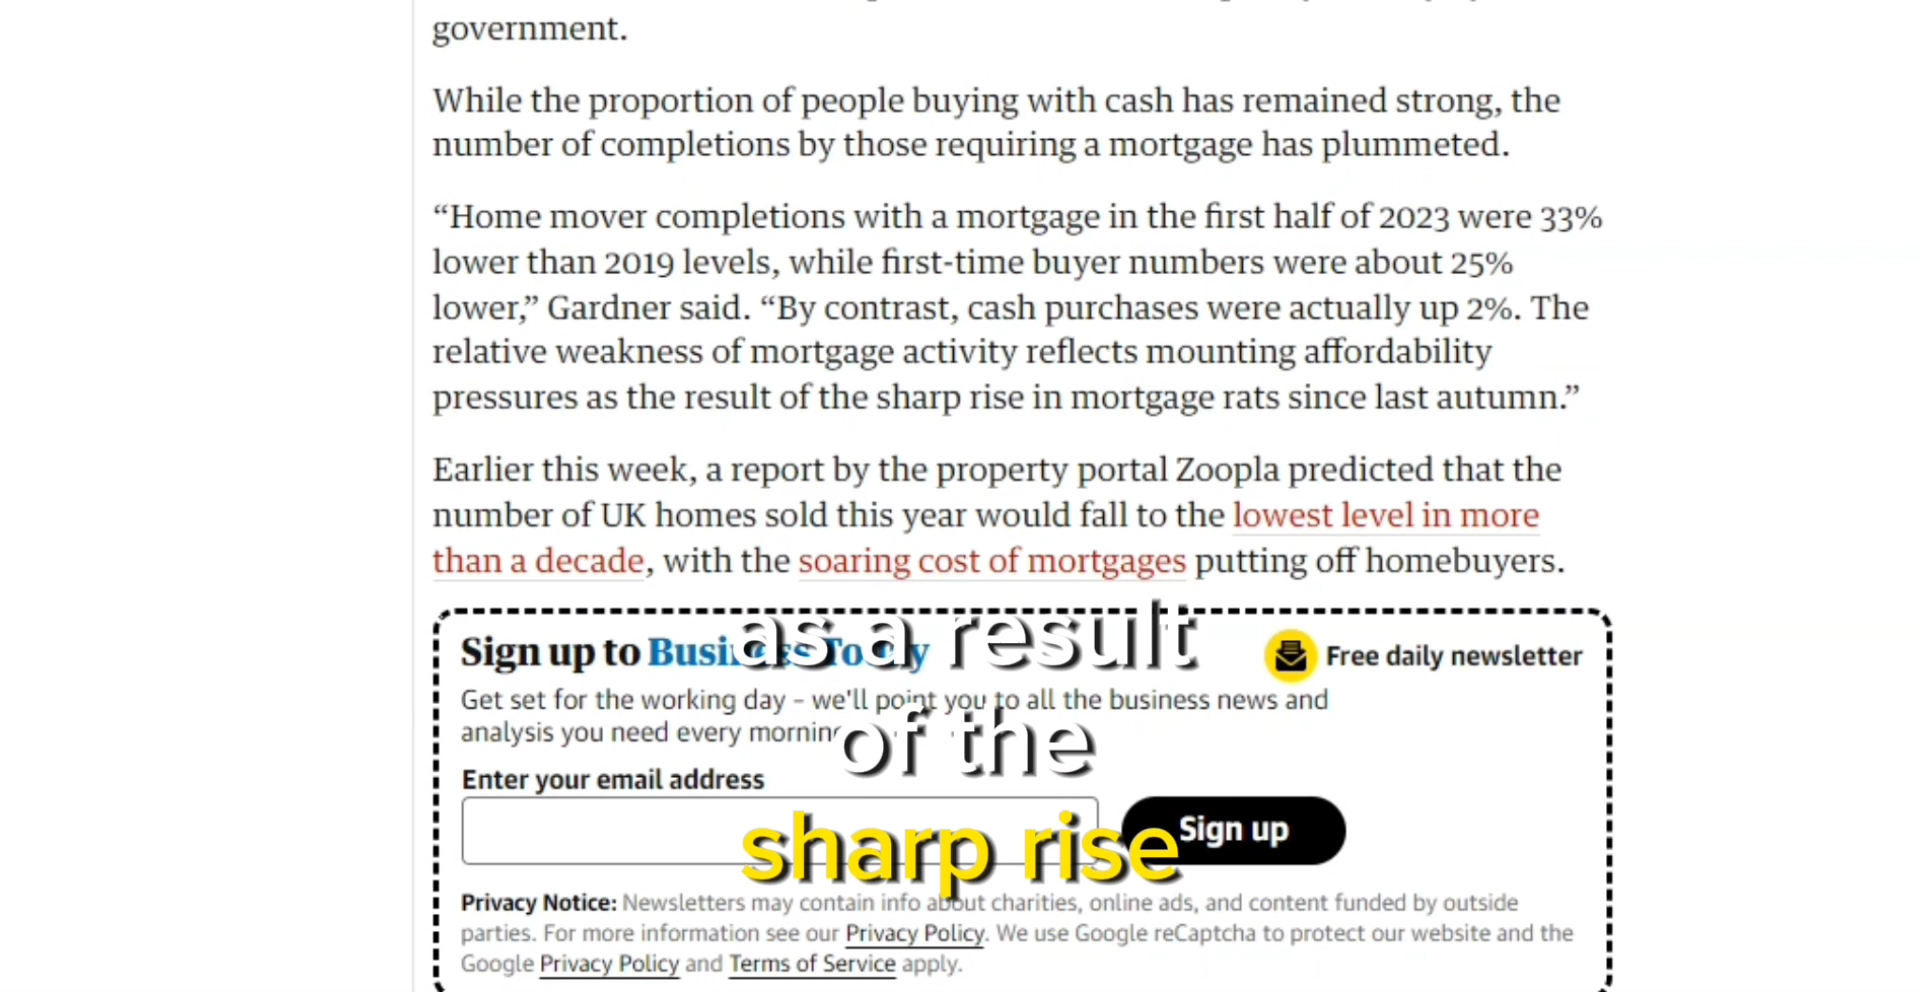 government.
While the proportion of people buying with cash has remained strong, the
number of completions by those requiring a mortgage has plummeted.
“Home mover completions with a mortgage in the first half of 2023 were 33%
lower than 2019 levels, while first-time buyer numbers were about 25%
lower,” Gardner said. “By contrast, cash purchases were actually up 2%. The
relative weakness of mortgage activity reflects mounting affordability
pressures as the result of the sharp rise in mortgage rats since last autumn.”
Earlier this week, a report by the property portal Zoopla predicted that the
number of UK homes sold this year would fall to the lowest level in more
than a decade, with the soaring cost of mortgages putting off homebuyers.
Sign up to Business Today
Free daily newsletter
as a result
Get set for the working day – we'll point you to all the business news and
analysis you need every morning
of the
Enter your email address
Sign up
sharp rise
Privacy Notice: Newsletters may contain info about charities, online ads, and content funded by outside
parties. For more information see our Privacy Policy. We use Google reCaptcha to protect our website and the
Google Privacy Policy and Terms of Service apply.